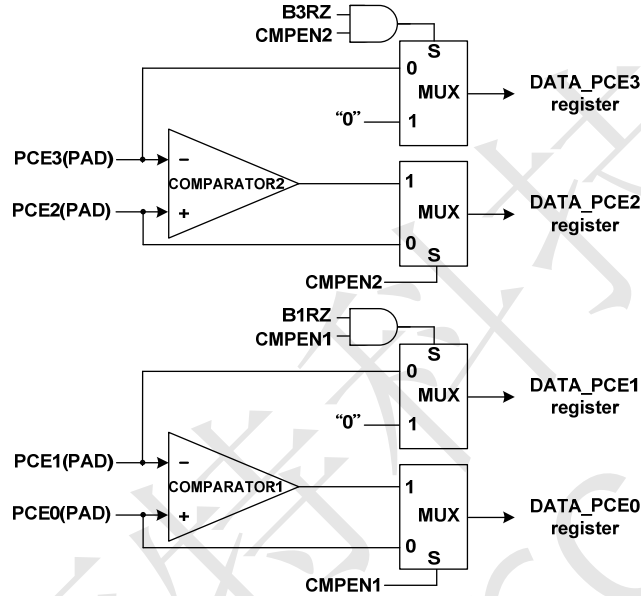 B3RZ
CMPEN2
S
0
MUX
"0"
1
DATA_PCE3
register
PCE3(PAD)
−
COMPARATOR2
PCE2(PAD)
+
1
MUX
0
S
DATA_PCE2
register
CMPEN2
B1RZ
CMPEN1
S
0
MUX
"0"
1
DATA_PCE1
register
PCE1(PAD)
−
COMPARATOR1
PCE0(PAD)
+
1
MUX
0
S
DATA_PCE0
register
CMPEN1